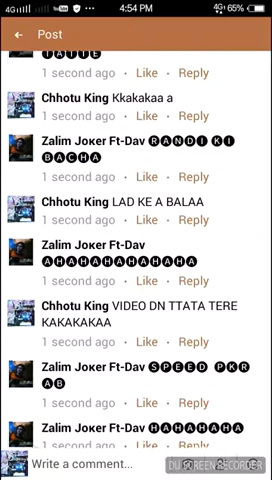 4G
You Tube
4:54 PM
4G 65%
Post
🅣🅐🅣🅣🅔
1 second ago · Like · Reply
Chhotu King Kkakakaa a
1 second ago · Like · Reply
Zalim Joker Ft-Dav 🅡🅐🅝🅓🅘 🅚🅘
🅑🅐🅒🅗🅐
1 second ago · Like · Reply
Chhotu King LAD KE A BALAA
1 second ago · Like · Reply
Zalim Joker Ft-Dav
🅐🅗🅐🅗🅐🅗🅐🅗🅐🅗🅐🅗🅐
1 second ago · Like · Reply
Chhotu King VIDEO DN TTATA TERE
KAKAKAKAA
1 second ago · Like · Reply
Zalim Joker Ft-Dav 🅢🅟🅔🅔🅓 🅟🅚🅡
🅐🅑
1 second ago · Like · Reply
Zalim Joker Ft-Dav 🅗🅐🅗🅐🅗🅐🅗🅐
1 second ago · Like · Reply
Write a comment...
DU SCREEN RECORDER